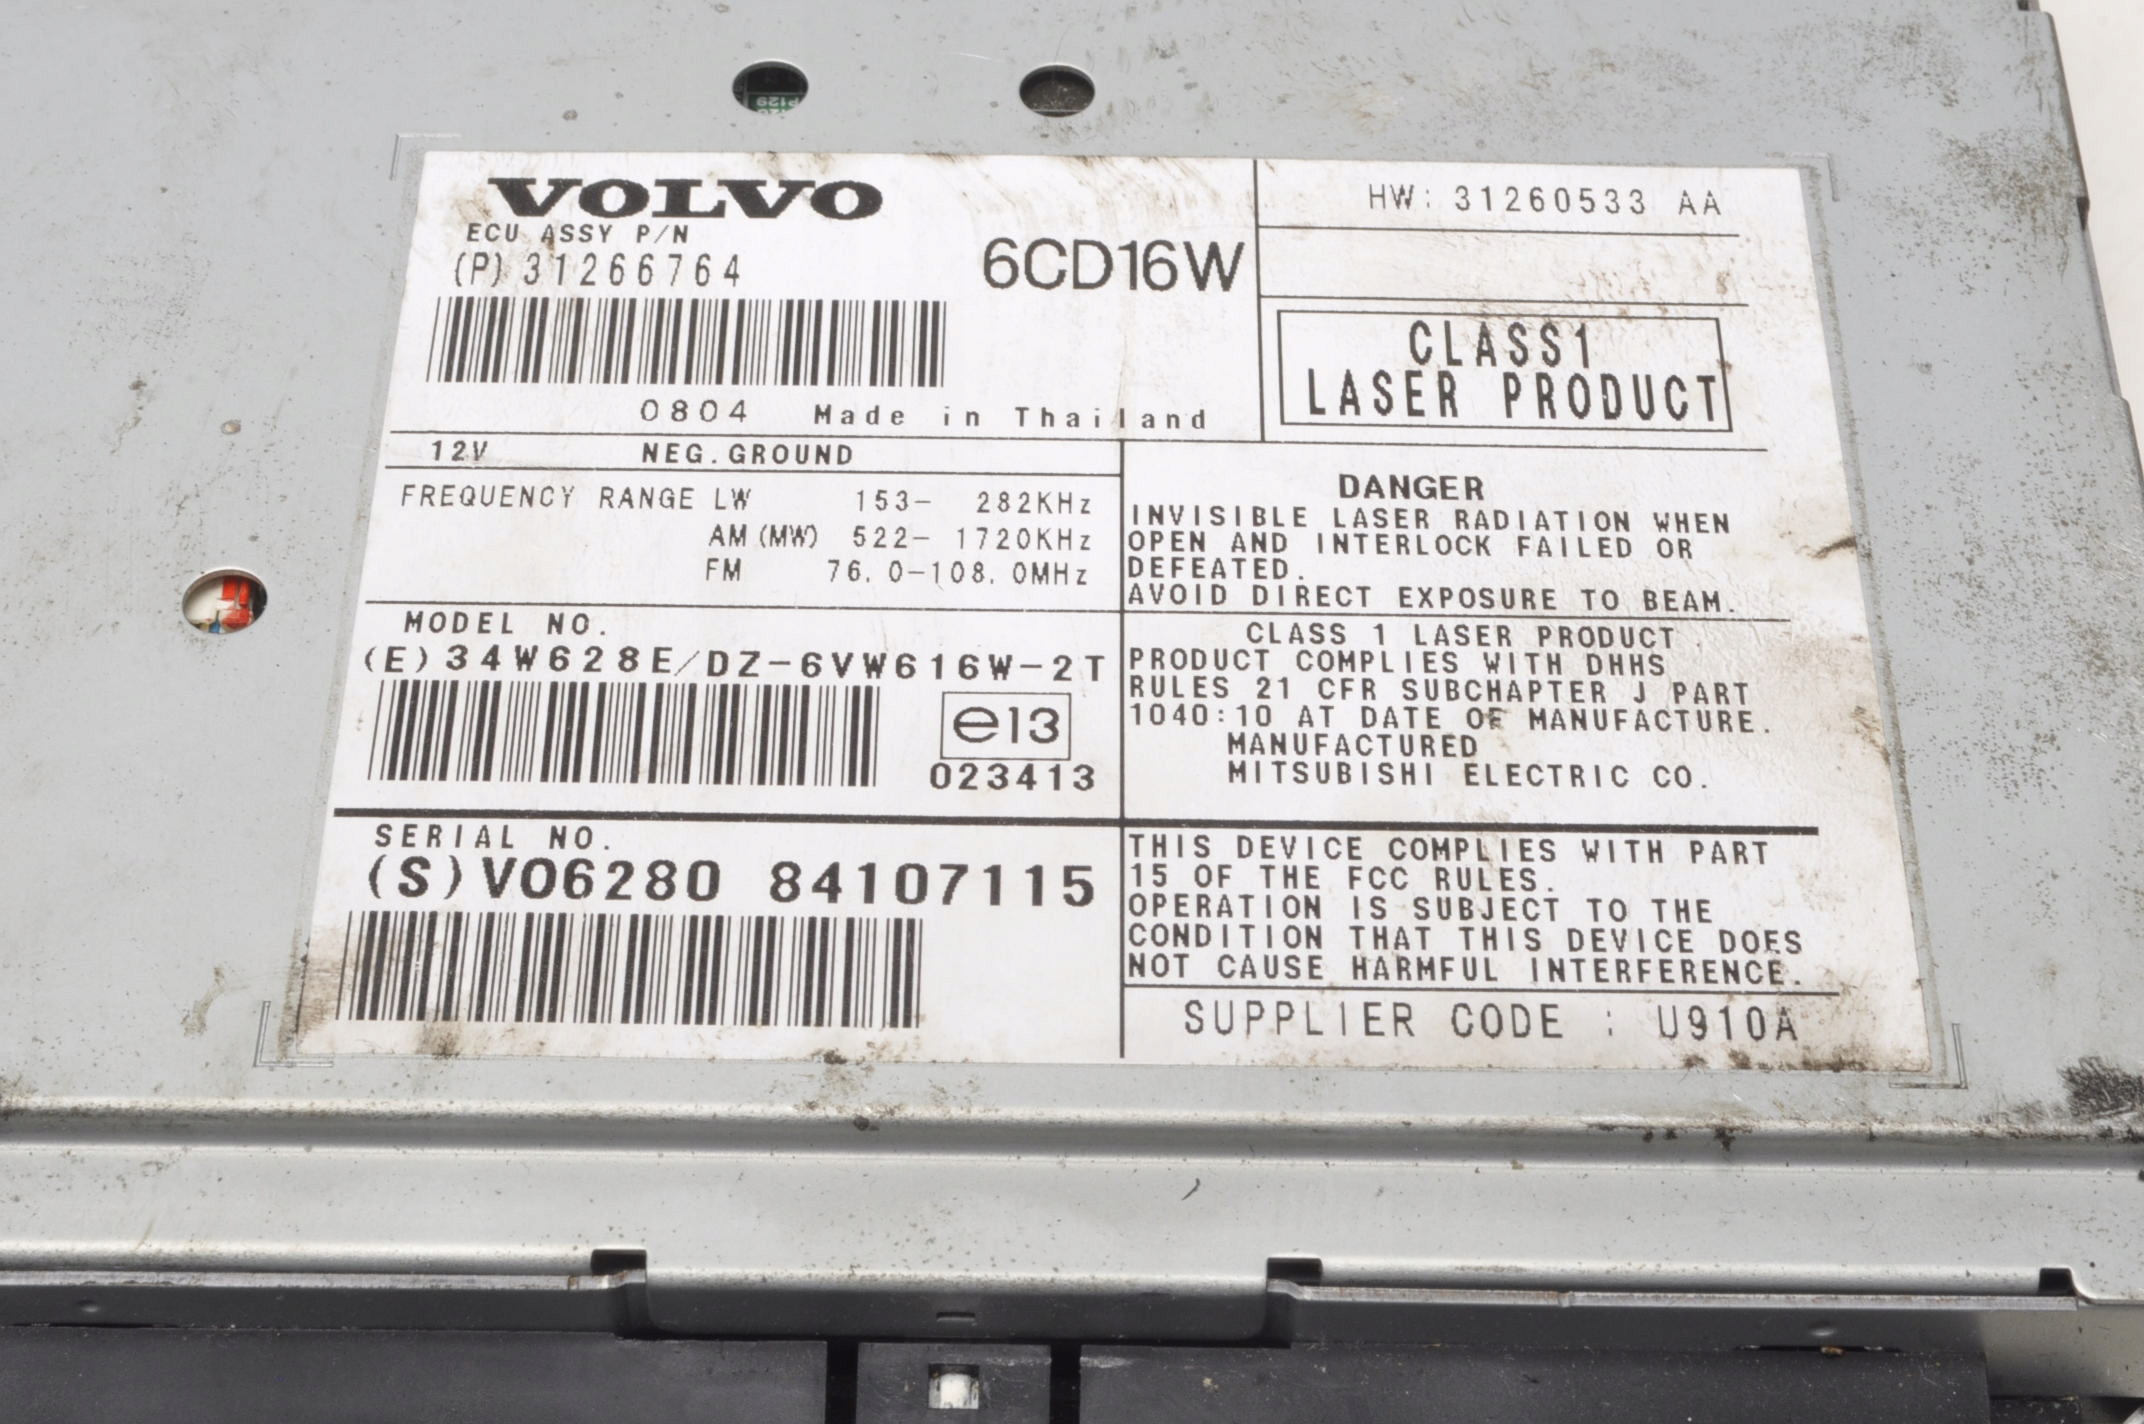 VOLVO
ECU ASSY P/N
(P) 31266764
6CD16W
0804 Made in Thailand
HW: 31260533 AA
CLASS1
LASER PRODUCT
12V NEG.GROUND
FREQUENCY RANGE LW 153- 282KHz
AM (MW) 522- 1720KHz
FM 76.0-108.0MHz
DANGER
INVISIBLE LASER RADIATION WHEN
OPEN AND INTERLOCK FAILED OR
DEFEATED.
AVOID DIRECT EXPOSURE TO BEAM.
MODEL NO.
(E) 34W628E/DZ-6VW616W-2T
e13
023413
CLASS 1 LASER PRODUCT
PRODUCT COMPLIES WITH DHHS
RULES 21 CFR SUBCHAPTER J PART
1040:10 AT DATE OF MANUFACTURE.
MANUFACTURED
MITSUBISHI ELECTRIC CO.
SERIAL NO.
(S) VO6280 84107115
THIS DEVICE COMPLIES WITH PART
15 OF THE FCC RULES.
OPERATION IS SUBJECT TO THE
CONDITION THAT THIS DEVICE DOES
NOT CAUSE HARMFUL INTERFERENCE.
SUPPLIER CODE : U910A